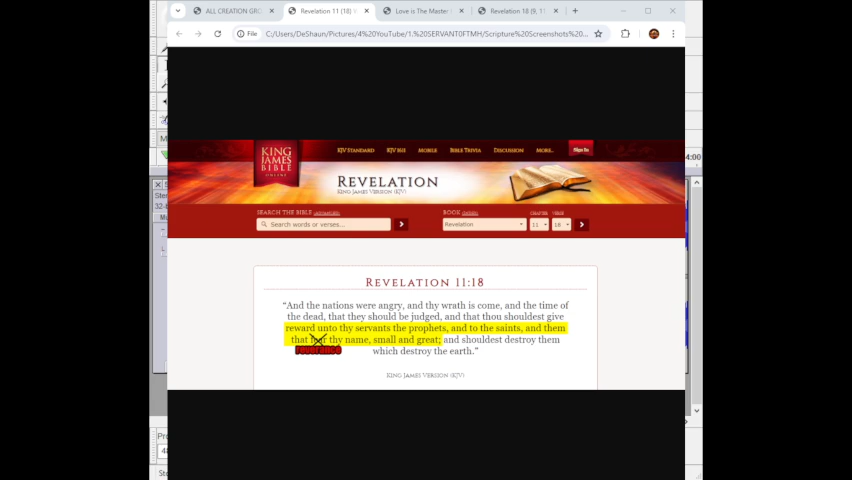 ALL CREATION GRO
Revelation 11 (18)
Love is The Master
Revelation 18 (9, 11
File
C:/Users/DeShaun/Pictures/4%20YouTube/1.%20SERVANT0FTMH/Scripture%20Screenshots%20...
4:00
KING JAMES BIBLE ONLINE
KJV STANDARD KJV 1611 MOBILE BIBLE TRIVIA DISCUSSION MORE... Sign In
REVELATION
KING JAMES VERSION (KJV)
SEARCH THE BIBLE
BOOK CHAPTER VERSE
Search words or verses...
Revelation 11 18
REVELATION 11:18
“And the nations were angry, and thy wrath is come, and the time of
the dead, that they should be judged, and that thou shouldest give
reward unto thy servants the prophets, and to the saints, and them
that fear thy name, small and great; and shouldest destroy them
reverence
which destroy the earth.”
KING JAMES VERSION (KJV)